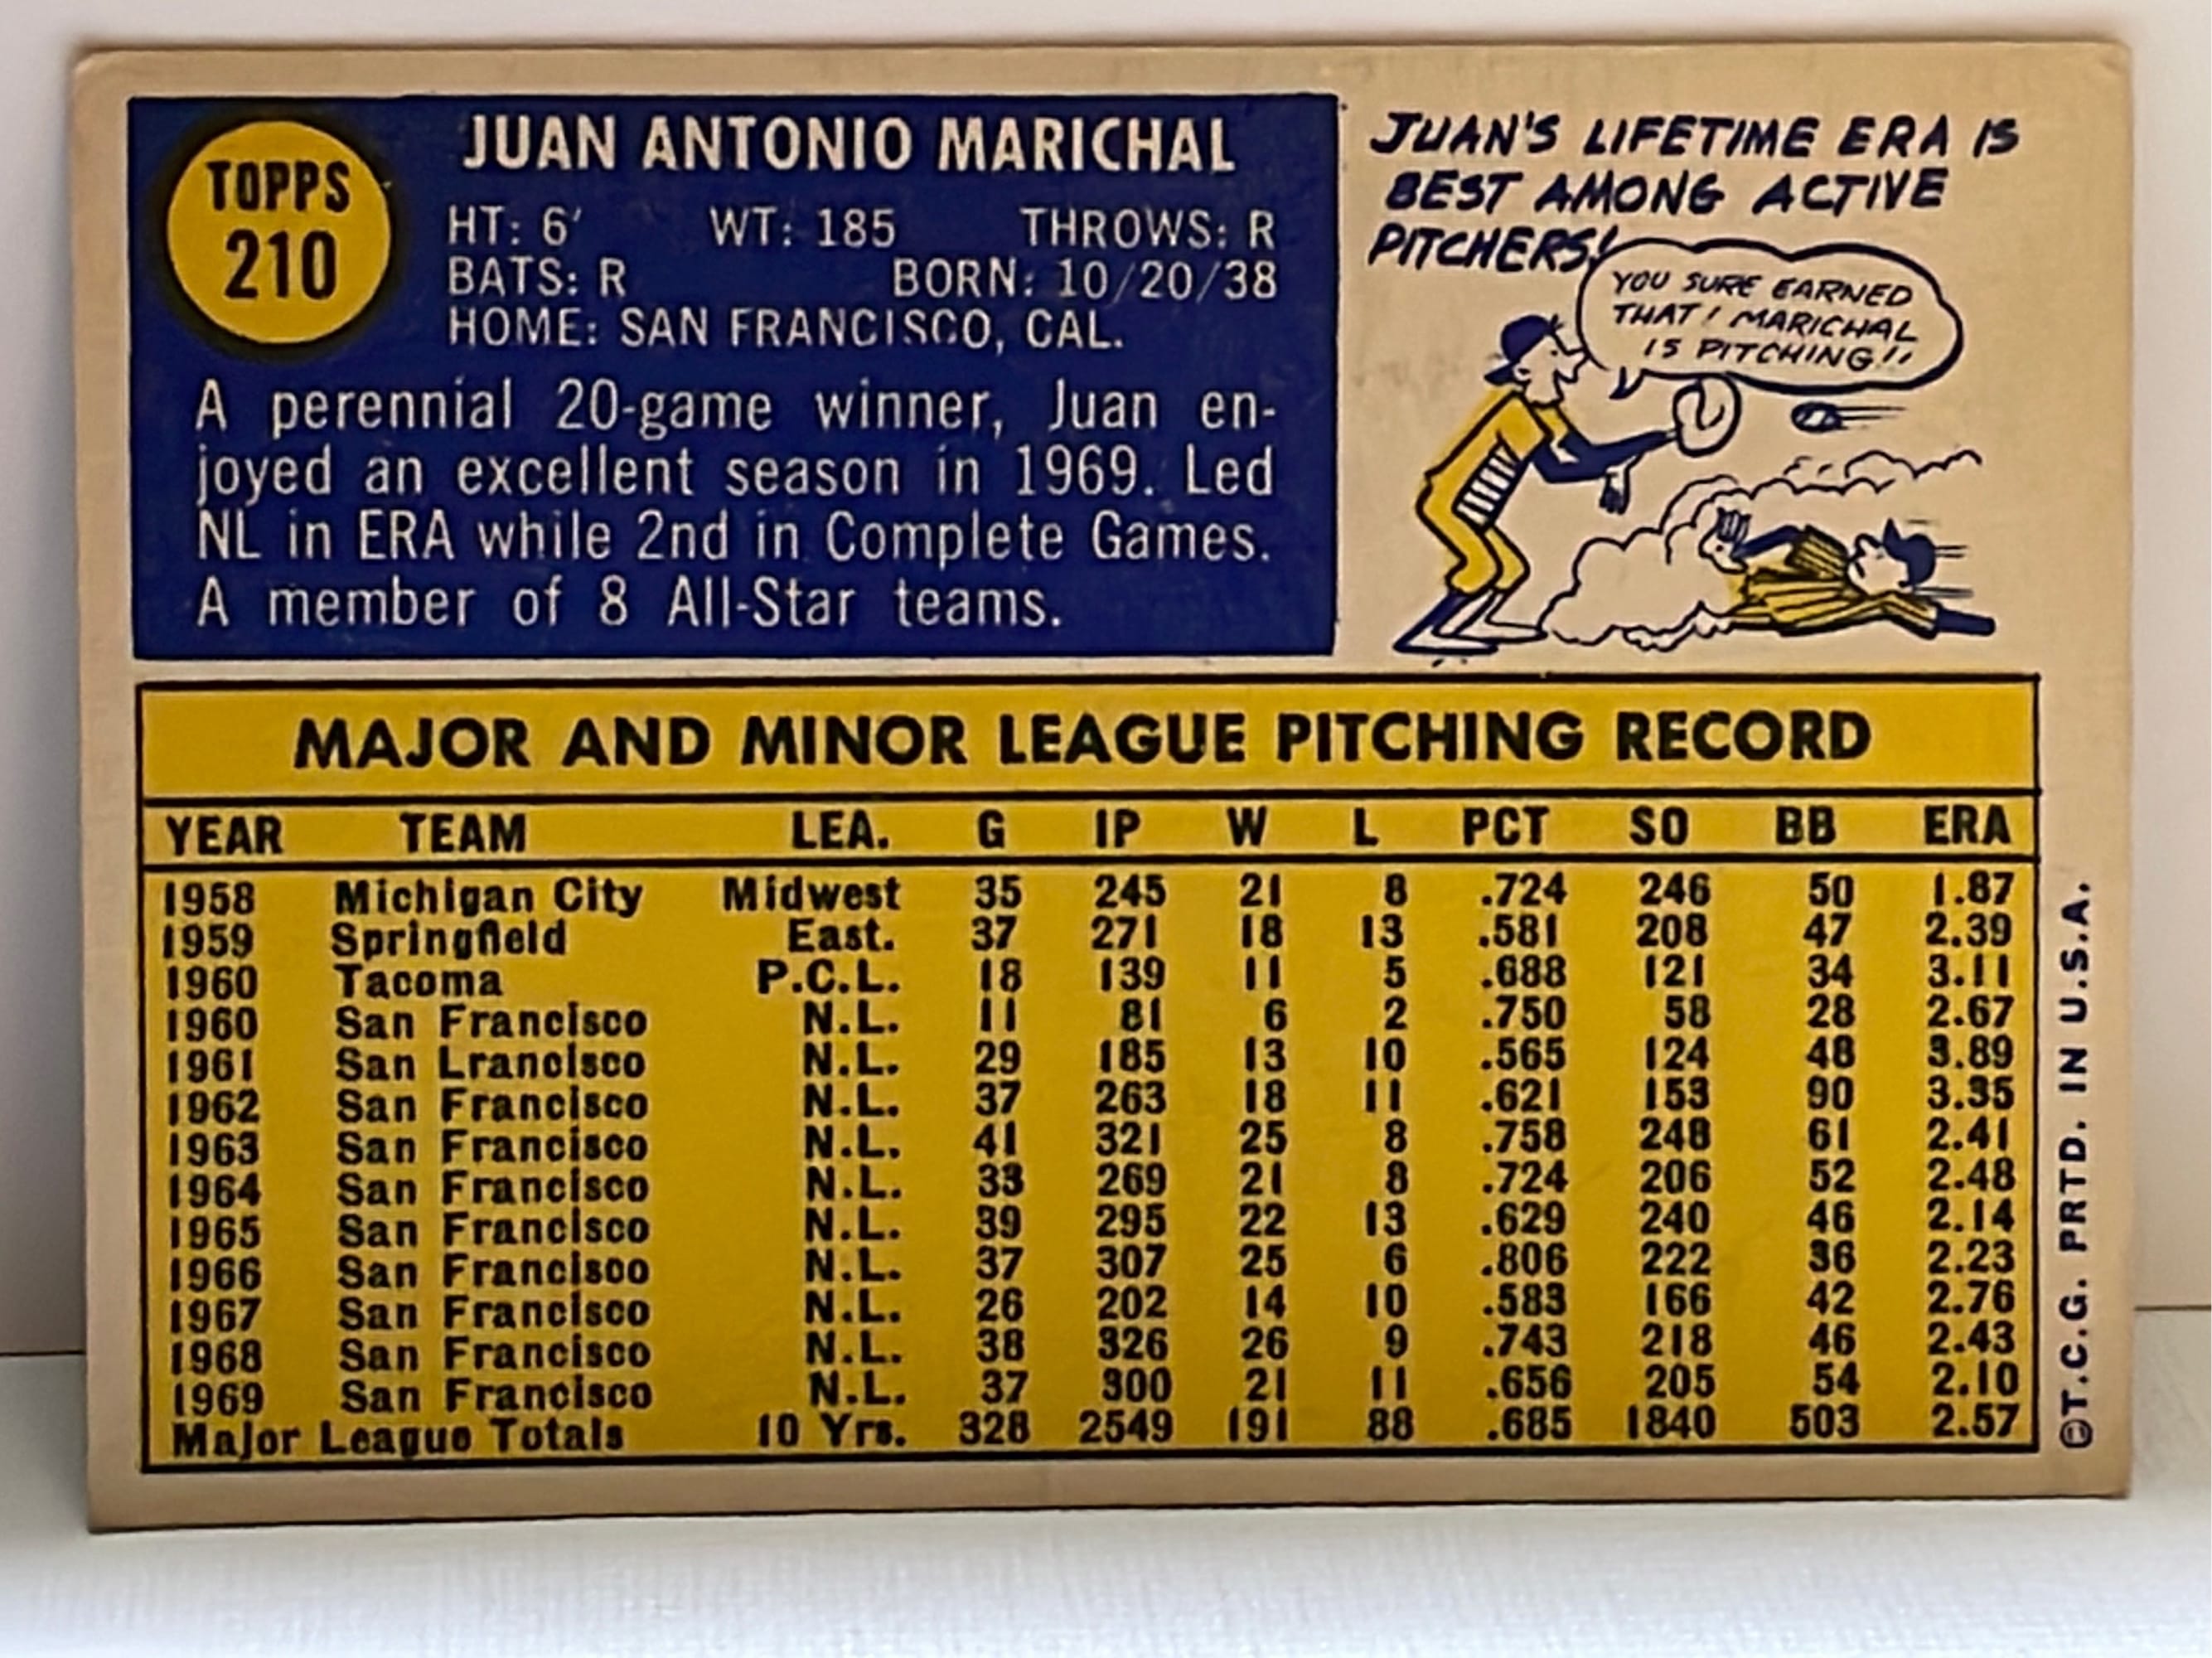 TOPPS
210
JUAN ANTONIO MARICHAL
HT: 6' WT: 185 THROWS: R
BATS: R BORN: 10/20/38
HOME: SAN FRANCISCO, CAL.
A perennial 20-game winner, Juan en-
joyed an excellent season in 1969. Led
NL in ERA while 2nd in Complete Games.
A member of 8 All-Star teams.
JUAN'S LIFETIME ERA IS
BEST AMONG ACTIVE
PITCHERS!
YOU SURE EARNED
THAT! MARICHAL
IS PITCHING!!
MAJOR AND MINOR LEAGUE PITCHING RECORD
YEAR TEAM LEA. G IP W L PCT SO BB ERA
1958 Michigan City Midwest 35 245 21 8 .724 246 50 1.87
1959 Springfield East. 37 271 18 13 .581 208 47 2.39
1960 Tacoma P.C.L. 18 139 11 5 .688 121 34 3.11
1960 San Francisco N.L. 11 81 6 2 .750 58 28 2.67
1961 San Lrancisco N.L. 29 185 13 10 .565 124 48 3.89
1962 San Francisco N.L. 37 263 18 11 .621 153 90 3.35
1963 San Francisco N.L. 41 321 25 8 .758 248 61 2.41
1964 San Francisco N.L. 33 269 21 8 .724 206 52 2.48
1965 San Francisco N.L. 39 295 22 13 .629 240 46 2.14
1966 San Francisco N.L. 37 307 25 6 .806 222 36 2.23
1967 San Francisco N.L. 26 202 14 10 .583 166 42 2.76
1968 San Francisco N.L. 38 326 26 9 .743 218 46 2.43
1969 San Francisco N.L. 37 300 21 11 .656 205 54 2.10
Major League Totals 10 Yrs. 328 2549 191 88 .685 1840 503 2.57
©T.C.G. PRTD. IN U.S.A.